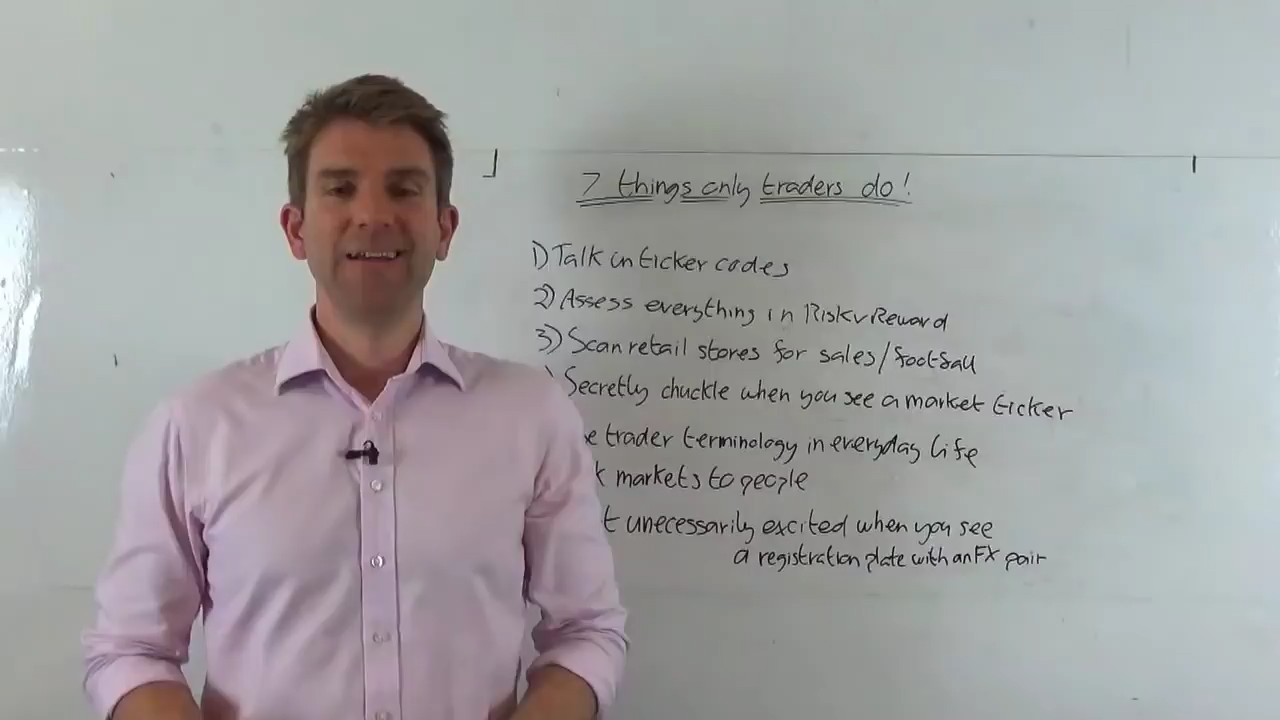 7 things only traders do!
1) Talk in ticker codes
2) Assess everything in Risk v Reward
3) Scan retail stores for sales/footfall
) Secretly chuckle when you see a market ticker
e trader terminology in everyday life
k markets to people
t unecessarily excited when you see
a registration plate with an FX pair